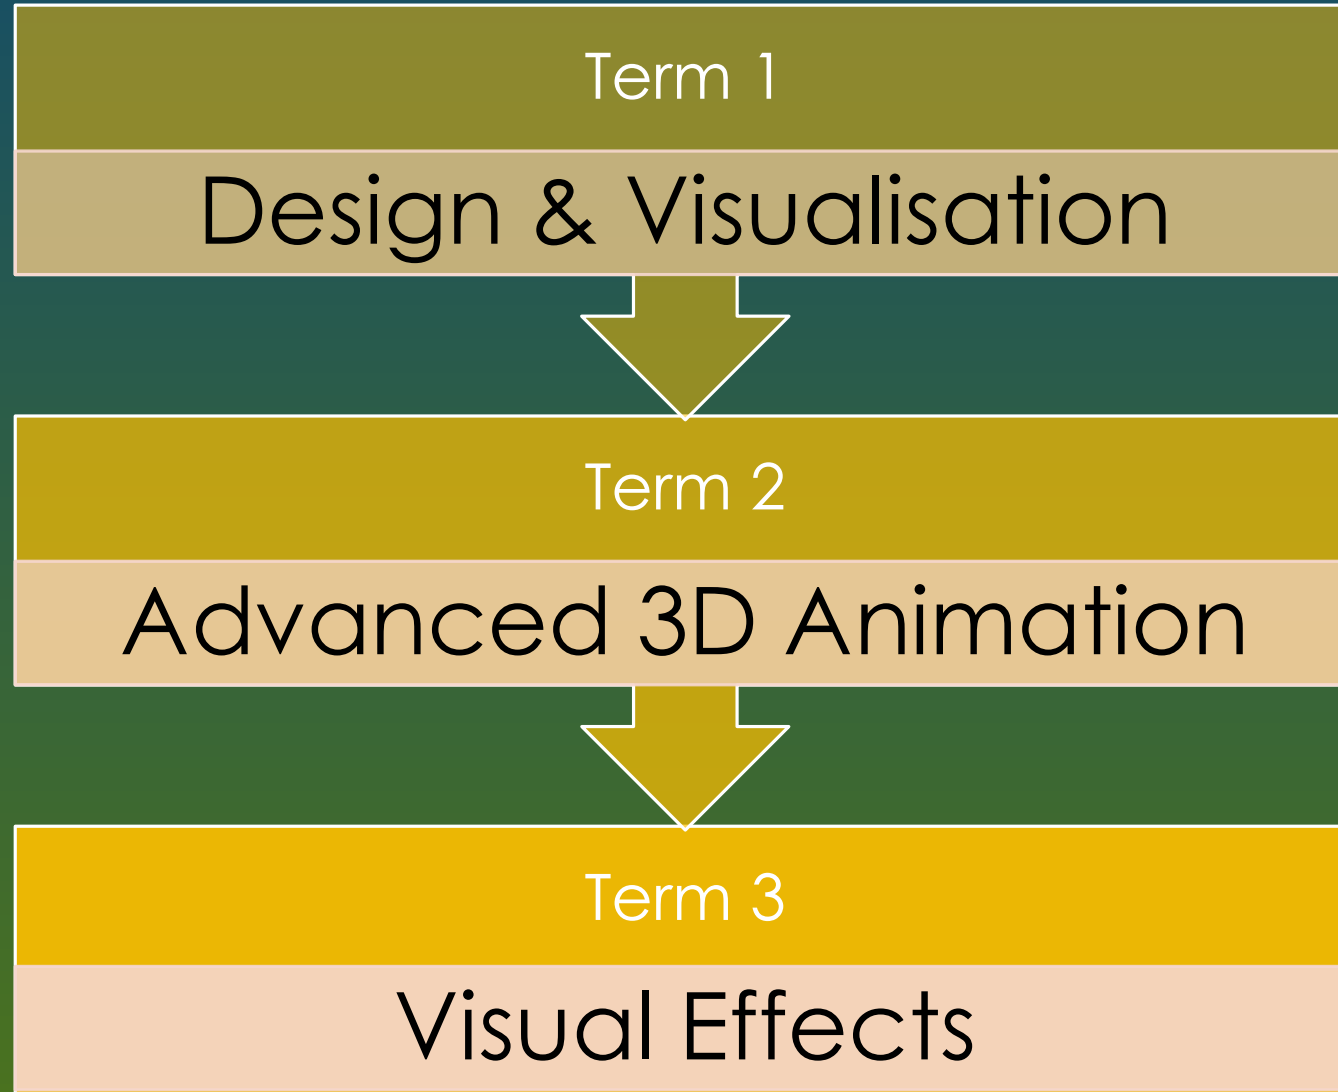 Term 1
Design & Visualisation
Term 2
Advanced 3D Animation
Term 3
Visual Effects